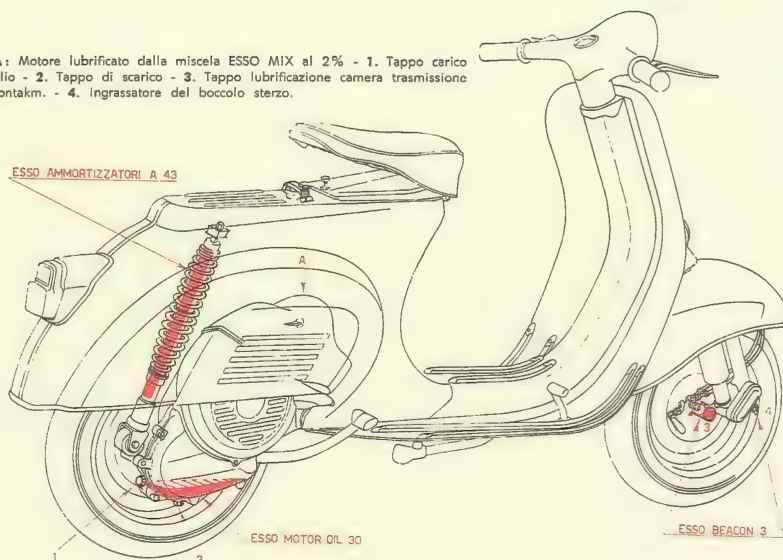 A: Motore lubrificato dalla miscela ESSO MIX al 2% - 1. Tappo carico
lio - 2. Tappo di scarico - 3. Tappo lubrificazione camera trasmissione
ontakm. - 4. Ingrassatore del boccolo sterzo.
ESSO AMMORTIZZATORI A 43
A
4
3
ESSO BEACON 3
ESSO MOTOR OIL 30
1
2